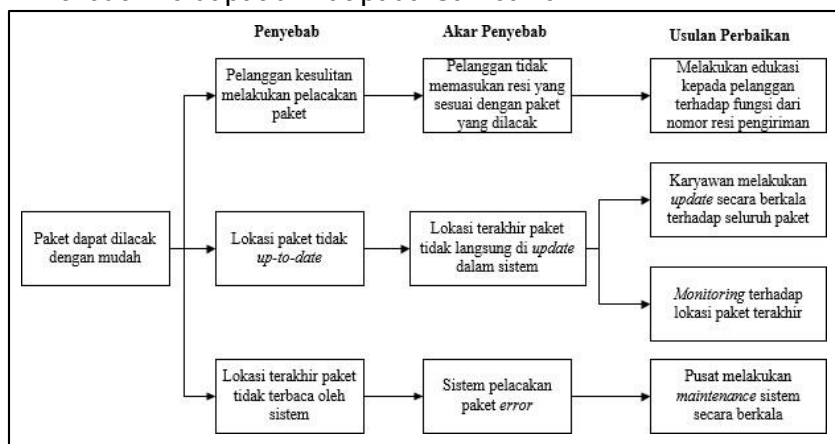 Penyebab
Akar Penyebab
Usulan Perbaikan
Pelanggan kesulitan
melakukan pelacakan
paket
Pelanggan tidak
memasukan resi yang
sesuai dengan paket
yang dilacak
Melakukan edukasi
kepada pelanggan
terhadap fungsi dari
nomor resi pengiriman
Paket dapat dilacak
dengan mudah
Lokasi paket tidak
up-to-date
Lokasi terakhir paket
tidak langsung di update
dalam sistem
Karyawan melakukan
update secara berkala
terhadap seluruh paket
Monitoring terhadap
lokasi paket terakhir
Lokasi terakhir paket
tidak terbaca oleh
sistem
Sistem pelacakan
paket error
Pusat melakukan
maintenance sistem
secara berkala